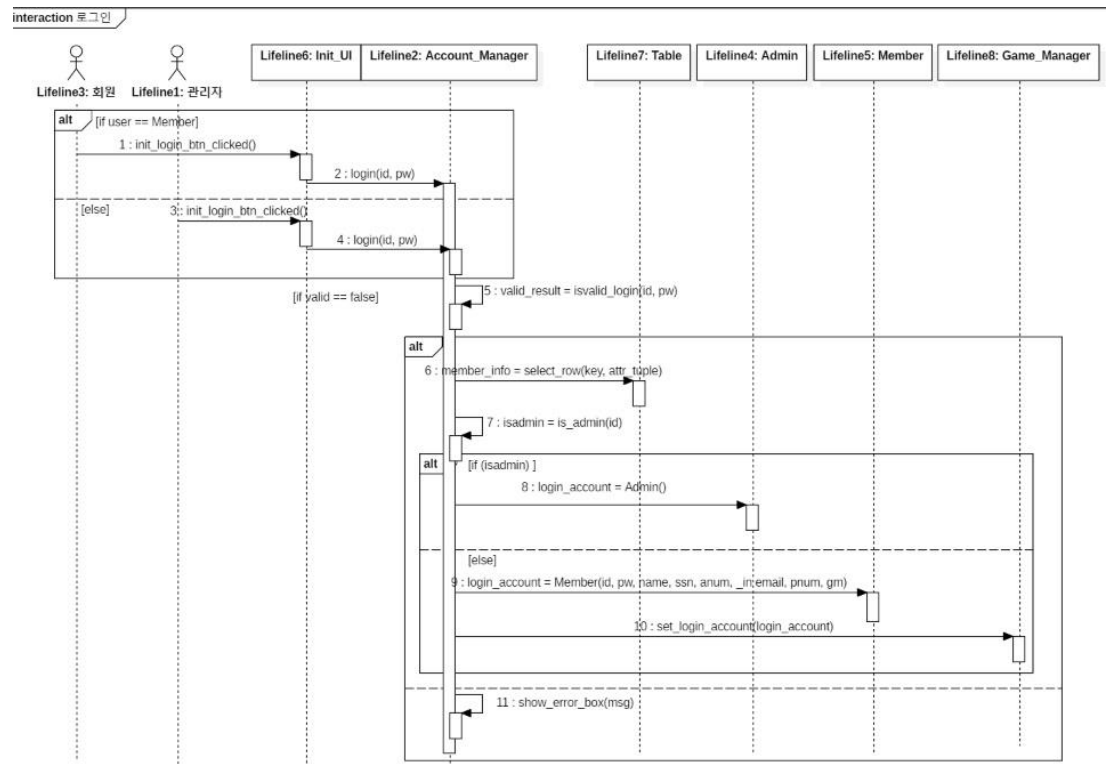 interaction 로그인
Lifeline6: Init_UI
Lifeline2: Account_Manager
Lifeline7: Table
Lifeline4: Admin
Lifeline5: Member
Lifeline8: Game_Manager
Lifeline3: 회원
Lifeline1: 관리자
alt
[if user == Member]
1 : init_login_btn_clicked()
2 : login(id, pw)
[else]
3 : init_login_btn_clicked()
4 : login(id, pw)
[if valid == false]
5 : valid_result = isvalid_login(id, pw)
alt
6 : member_info = select_row(key, attr_tuple)
7 : isadmin = is_admin(id)
alt
[if (isadmin) ]
8 : login_account = Admin()
[else]
9 : login_account = Member(id, pw, name, ssn, anum, _in,email, pnum, gm)
10 : set_login_account(login_account)
11 : show_error_box(msg)